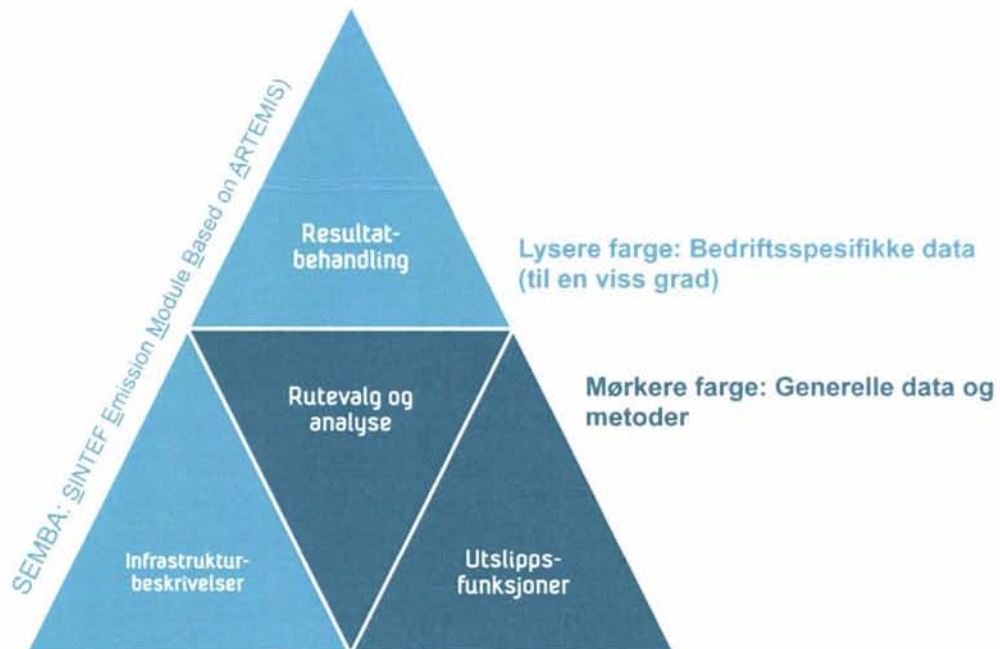 SEMBA: SINTEF Emission Module Based on ARTEMIS)
Resultat-
behandling
Lysere farge: Bedriftsspesifikke data
(til en viss grad)
Rutevalg og
analyse
Mørkere farge: Generelle data og
metoder
Infrastruktur-
beskrivelser
Utslipps-
funksjoner